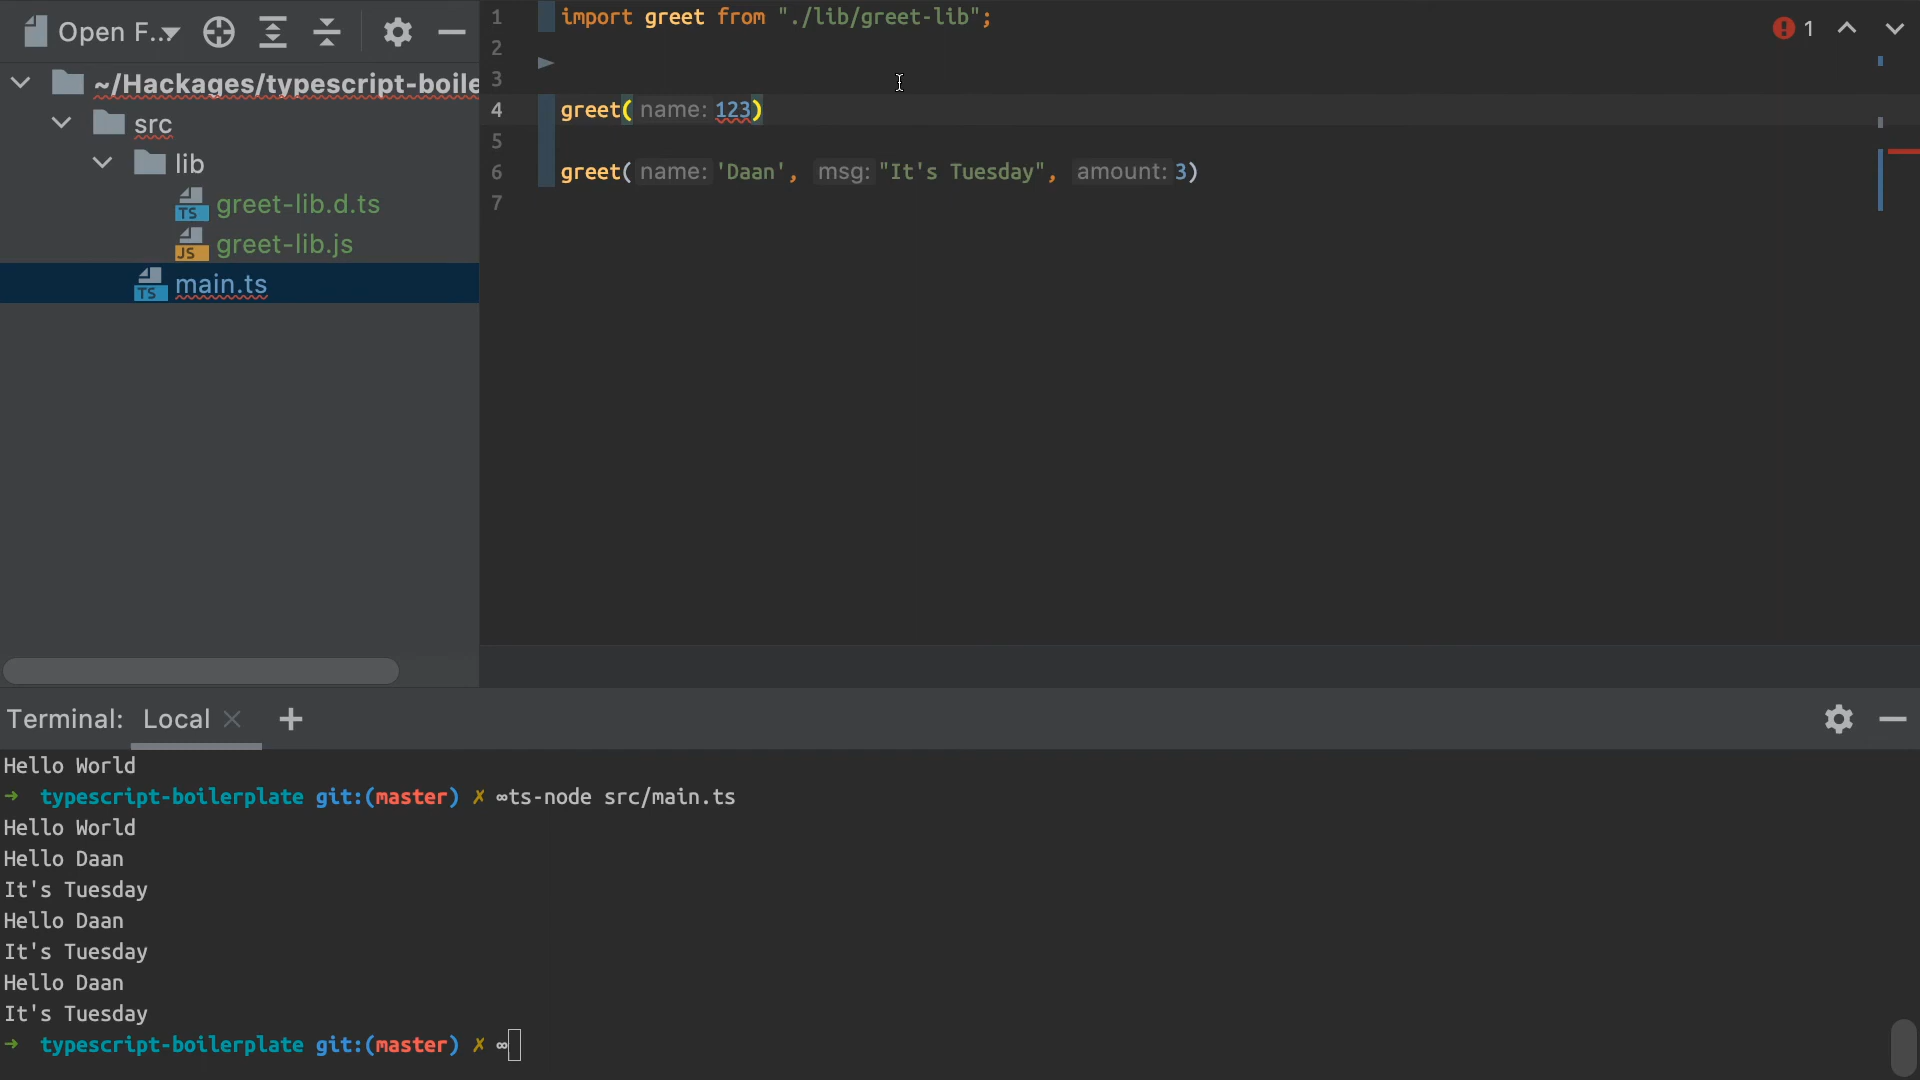 Open F...
~/Hackages/typescript-boile
src
lib
greet-lib.d.ts
greet-lib.js
main.ts
1 import greet from "./lib/greet-lib";
2
3
4 greet( name: 123)
5
6 greet( name: 'Daan', msg: "It's Tuesday", amount: 3)
7
1
Terminal: Local
Hello World
➜ typescript-boilerplate git:(master) ✗ ∞ts-node src/main.ts
Hello World
Hello Daan
It's Tuesday
Hello Daan
It's Tuesday
Hello Daan
It's Tuesday
➜ typescript-boilerplate git:(master) ✗ ∞